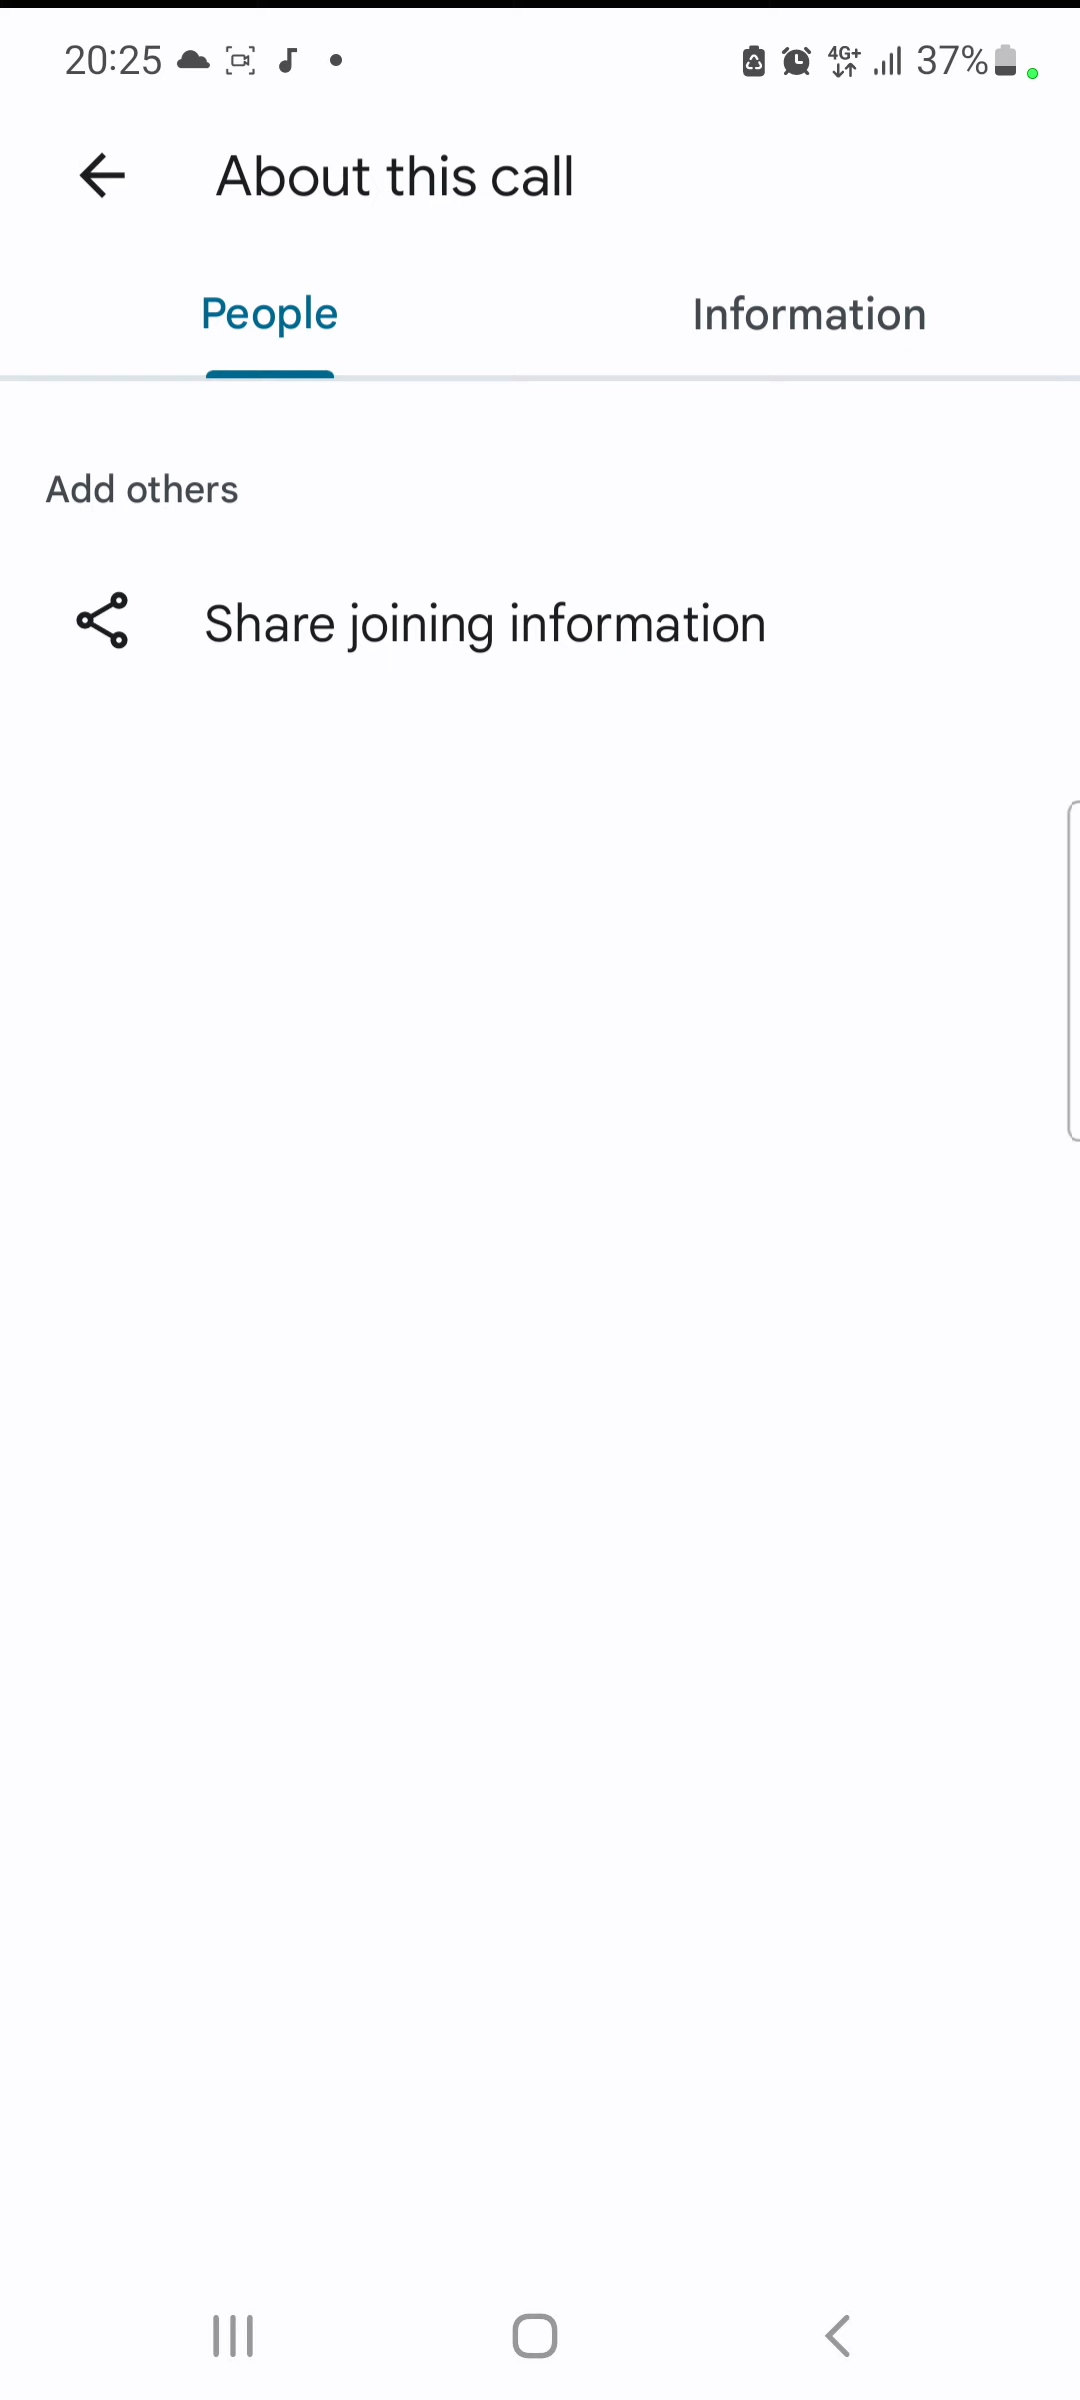 20:25 4G+ 37%
About this call
People Information
Add others
Share joining information